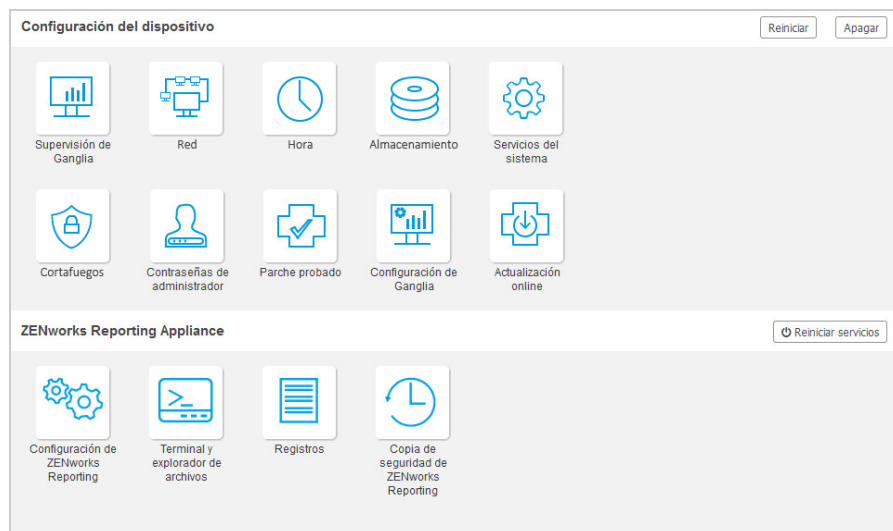 Configuración del dispositivo
Reiniciar
Apagar
Supervisión de
Ganglia
Red
Hora
Almacenamiento
Servicios del
sistema
Cortafuegos
Contraseñas de
administrador
Parche probado
Configuración de
Ganglia
Actualización
online
ZENworks Reporting Appliance
Reiniciar servicios
Configuración de
ZENworks
Reporting
Terminal y
explorador de
archivos
Registros
Copia de
seguridad de
ZENworks
Reporting